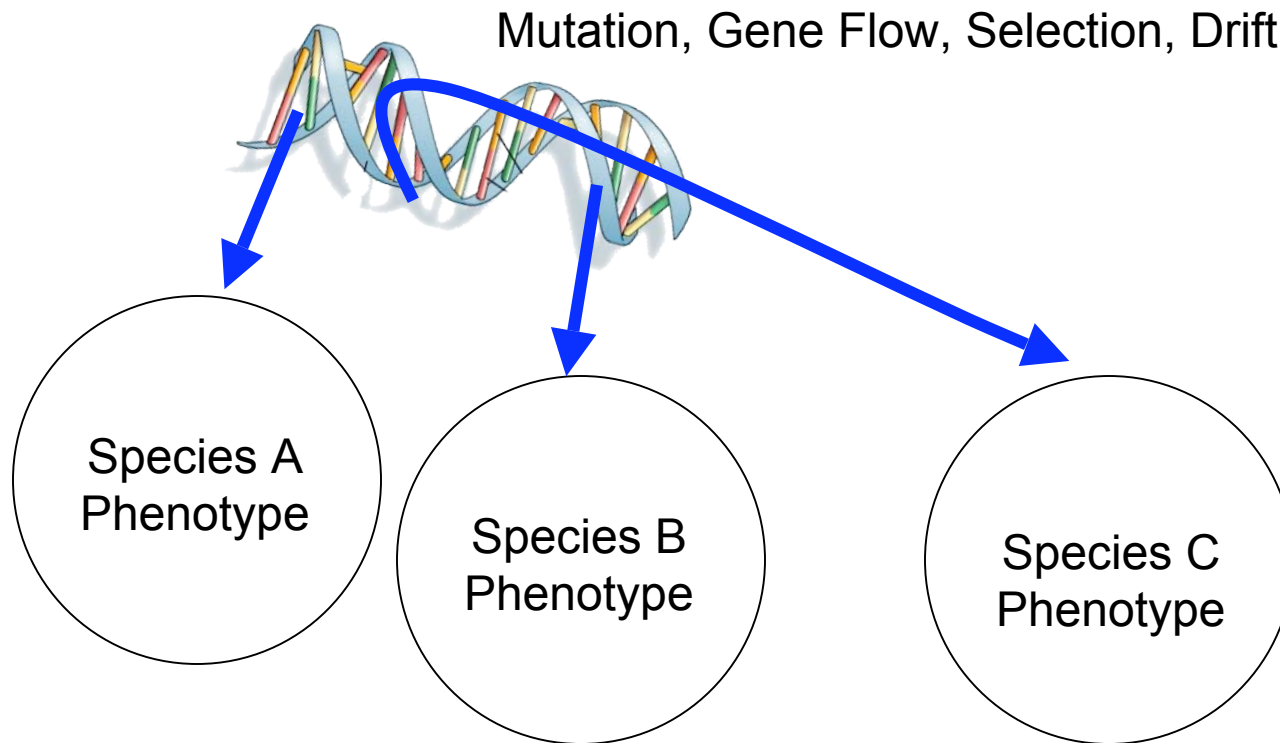 Mutation, Gene Flow, Selection, Drift
Species A
Phenotype
Species B
Phenotype
Species C
Phenotype